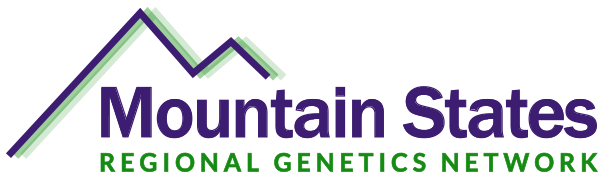 Mountain States
REGIONAL GENETICS NETWORK